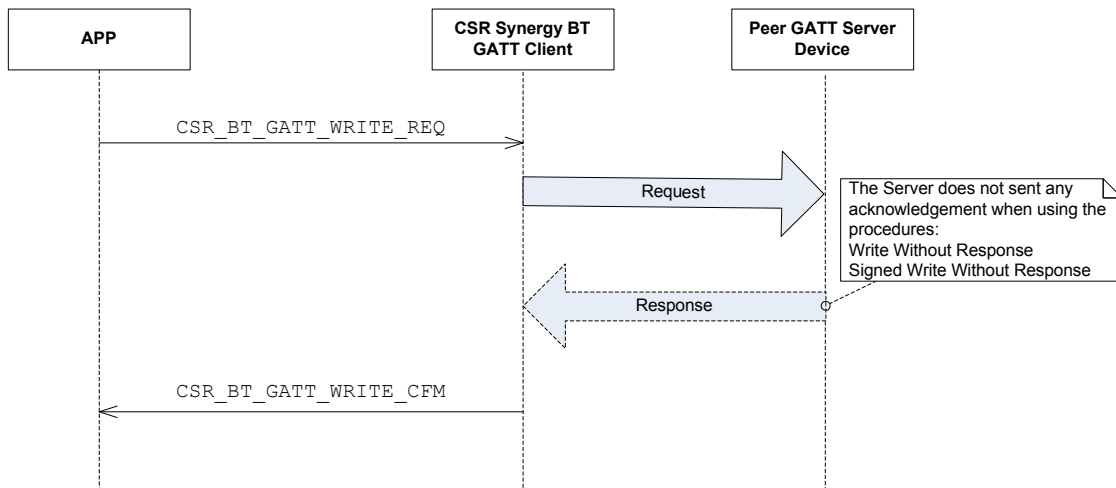 APP
CSR Synergy BT
GATT Client
Peer GATT Server
Device
CSR_BT_GATT_WRITE_REQ
Request
The Server does not sent any
acknowledgement when using the
procedures:
Write Without Response
Signed Write Without Response
Response
CSR_BT_GATT_WRITE_CFM